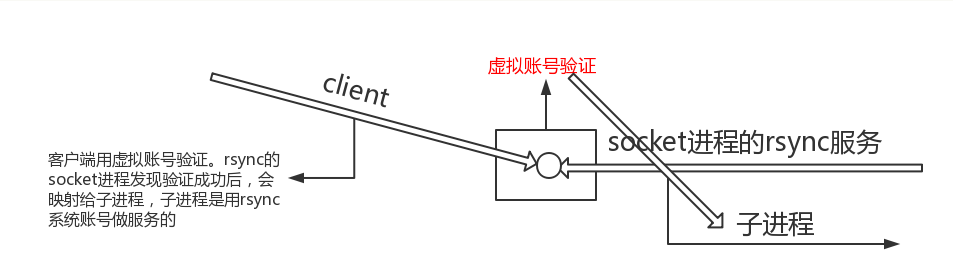 虚拟账号验证
client
socket进程的rsync服务
客户端用虚拟账号验证。rsync的
socket进程发现验证成功后，会
映射给子进程，子进程是用rsync
系统账号做服务的
子进程